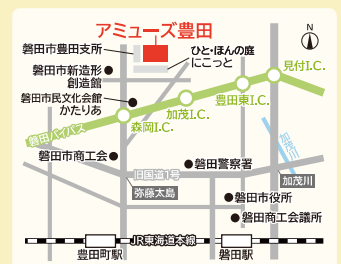 アミューズ豊田
N
磐田市豊田支所
ひと・ほんの庭
にこっと
磐田市新造形
創造館
見付I.C.
磐田市民文化会館
かたりあ
豊田東I.C.
加茂I.C.
森岡I.C.
磐田バイパス
加茂川
磐田市商工会
旧国道1号
磐田警察署
弥藤太島
加茂川
磐田市役所
磐田商工会議所
JR東海道本線
豊田町駅
磐田駅